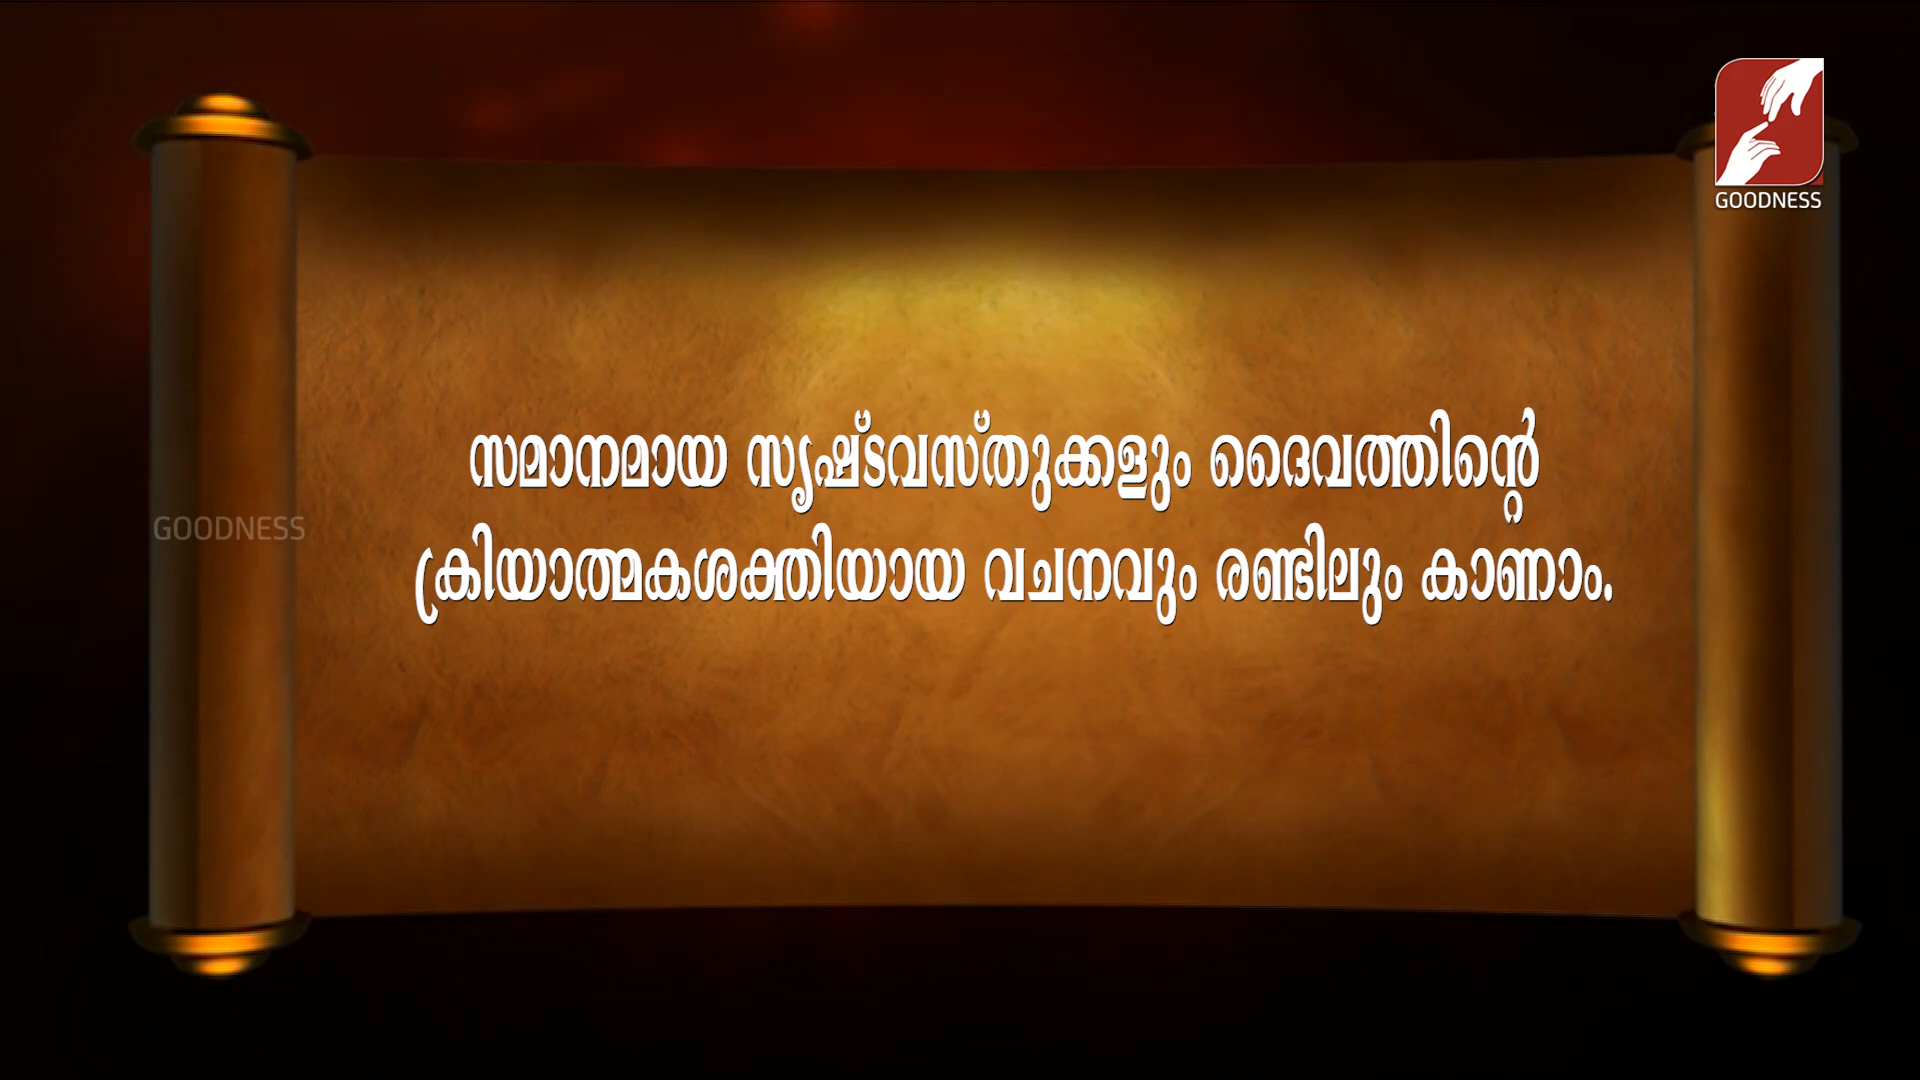 GOODNESS
സമാനമായ സൃഷ്ടവസ്തുക്കളും ദൈവത്തിന്റെ
GOODNESS
ക്രിയാത്മകശക്തിയായ വചനവും രണ്ടിലും കാണാം.